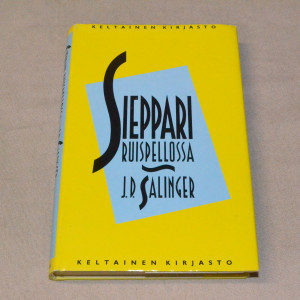 KELTAINEN KIRJASTO
SIEPPARI
RUISPELLOSSA
J.D. SALINGER
KELTAINEN KIRJASTO